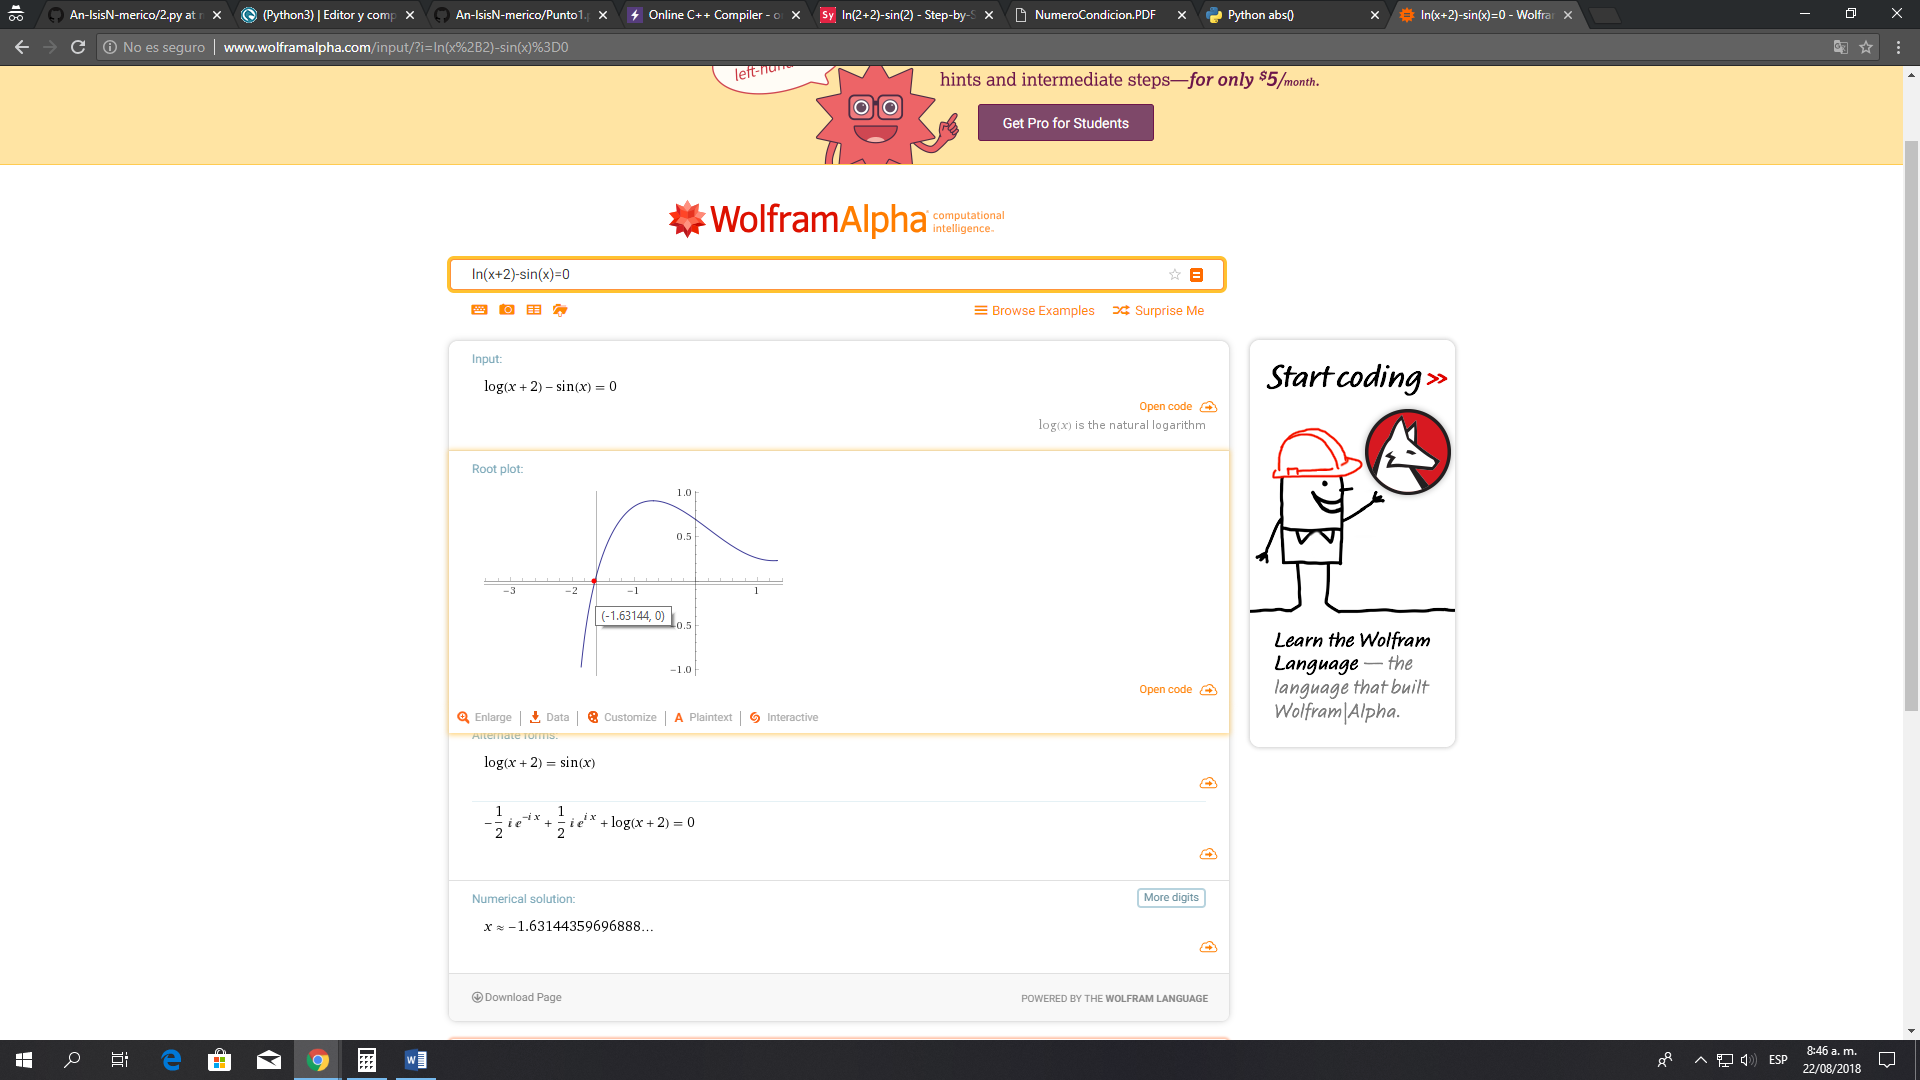 An-IsisN-merico/2.py at n
(Python3) | Editor y comp
An-IsisN-merico/Punto1.
Online C++ Compiler - o
ln(2+2)-sin(2) - Step-by-S
NumeroCondicion.PDF
Python abs()
ln(x+2)-sin(x)=0 - Wolfra
No es seguro | www.wolframalpha.com/input/?i=ln(x%2B2)-sin(x)%3D0
left-han
hints and intermediate steps—for only $5/month.
Get Pro for Students
WolframAlpha computational intelligence.
ln(x+2)-sin(x)=0
Browse Examples
Surprise Me
Input:
log(x + 2) − sin(x) = 0
Open code
log(x) is the natural logarithm
Root plot:
1.0
0.5
−3 −2 −1 1
(-1.63144, 0)
−0.5
−1.0
Open code
Enlarge | Data | Customize | A Plaintext | Interactive
Alternate forms:
log(x + 2) = sin(x)
−1/2 i e^(−i x) + 1/2 i e^(i x) + log(x + 2) = 0
Numerical solution:
More digits
x ≈ −1.63144359696888...
Download Page
POWERED BY THE WOLFRAM LANGUAGE
Start coding »
Learn the Wolfram
Language — the
language that built
Wolfram|Alpha.
ESP
8:46 a. m.
22/08/2018